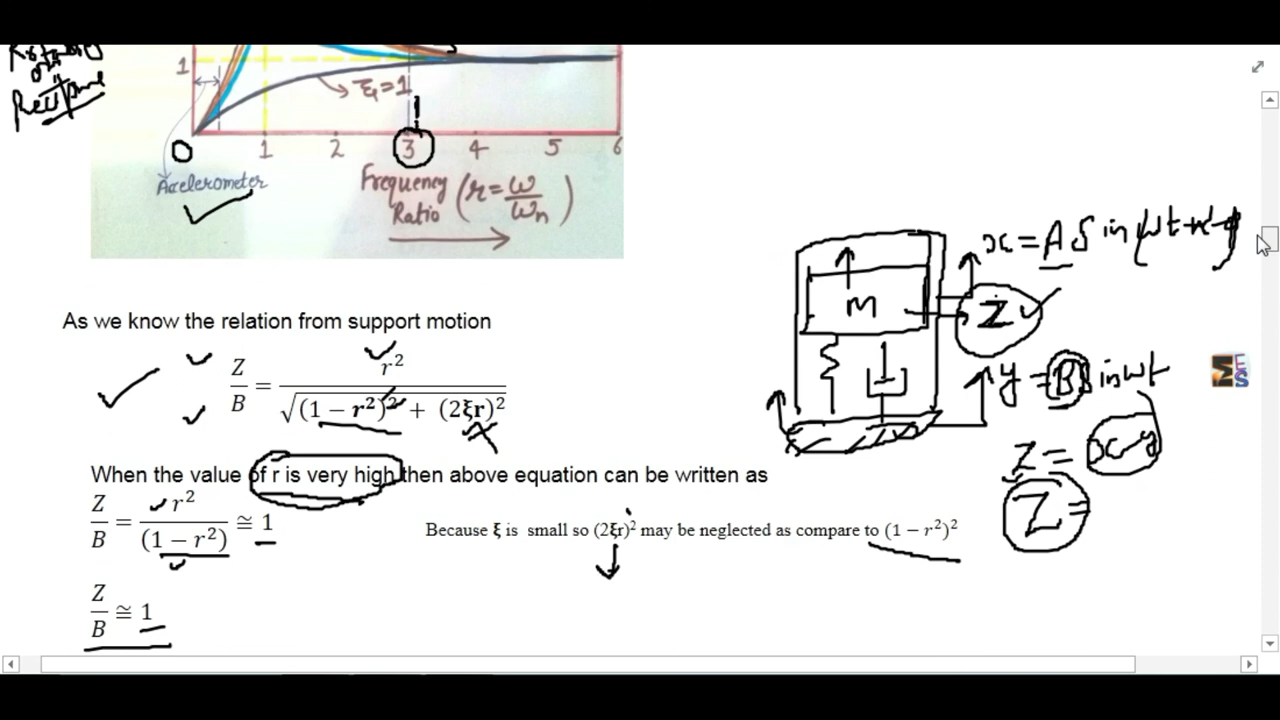 1
ξ=1
0 1 2 3 4 5 6
Accelerometer
Frequency
Ratio (r = ω/ωn)
As we know the relation from support motion
Z/B = r² / √((1 − r²)² + (2ξr)²)
When the value of r is very high then above equation can be written as
Z/B = r² / (1 − r²) ≅ 1
Because ξ is small so (2ξr)² may be neglected as compare to (1 − r²)²
Z/B ≅ 1
m
Z
y = B sin ωt
z = x-y
Z =
MES